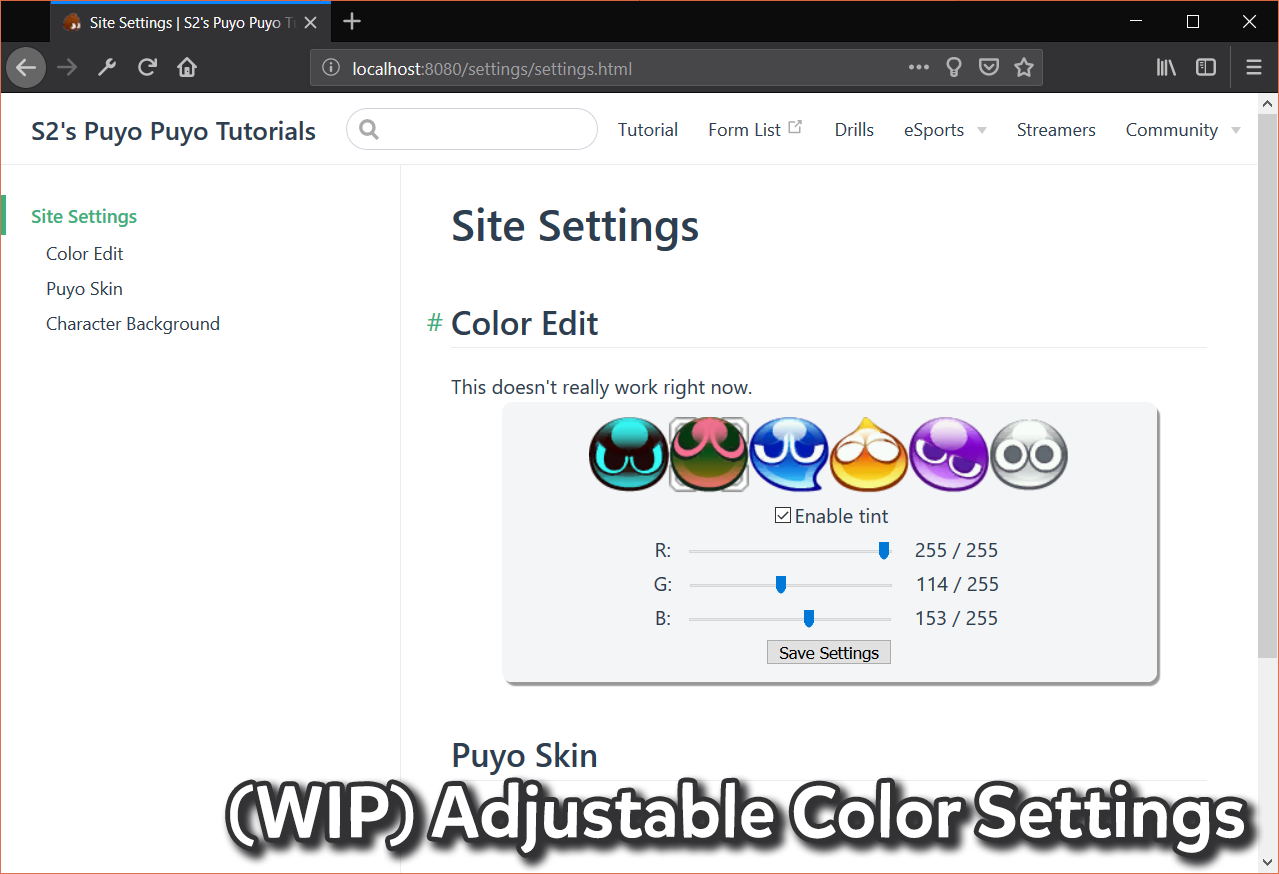 Site Settings | S2's Puyo Puyo T
localhost:8080/settings/settings.html
S2's Puyo Puyo Tutorials
Tutorial
Form List
Drills
eSports
Streamers
Community
Site Settings
Color Edit
Puyo Skin
Character Background
Site Settings
# Color Edit
This doesn't really work right now.
Enable tint
R: 255 / 255
G: 114 / 255
B: 153 / 255
Save Settings
Puyo Skin
(WIP) Adjustable Color Settings